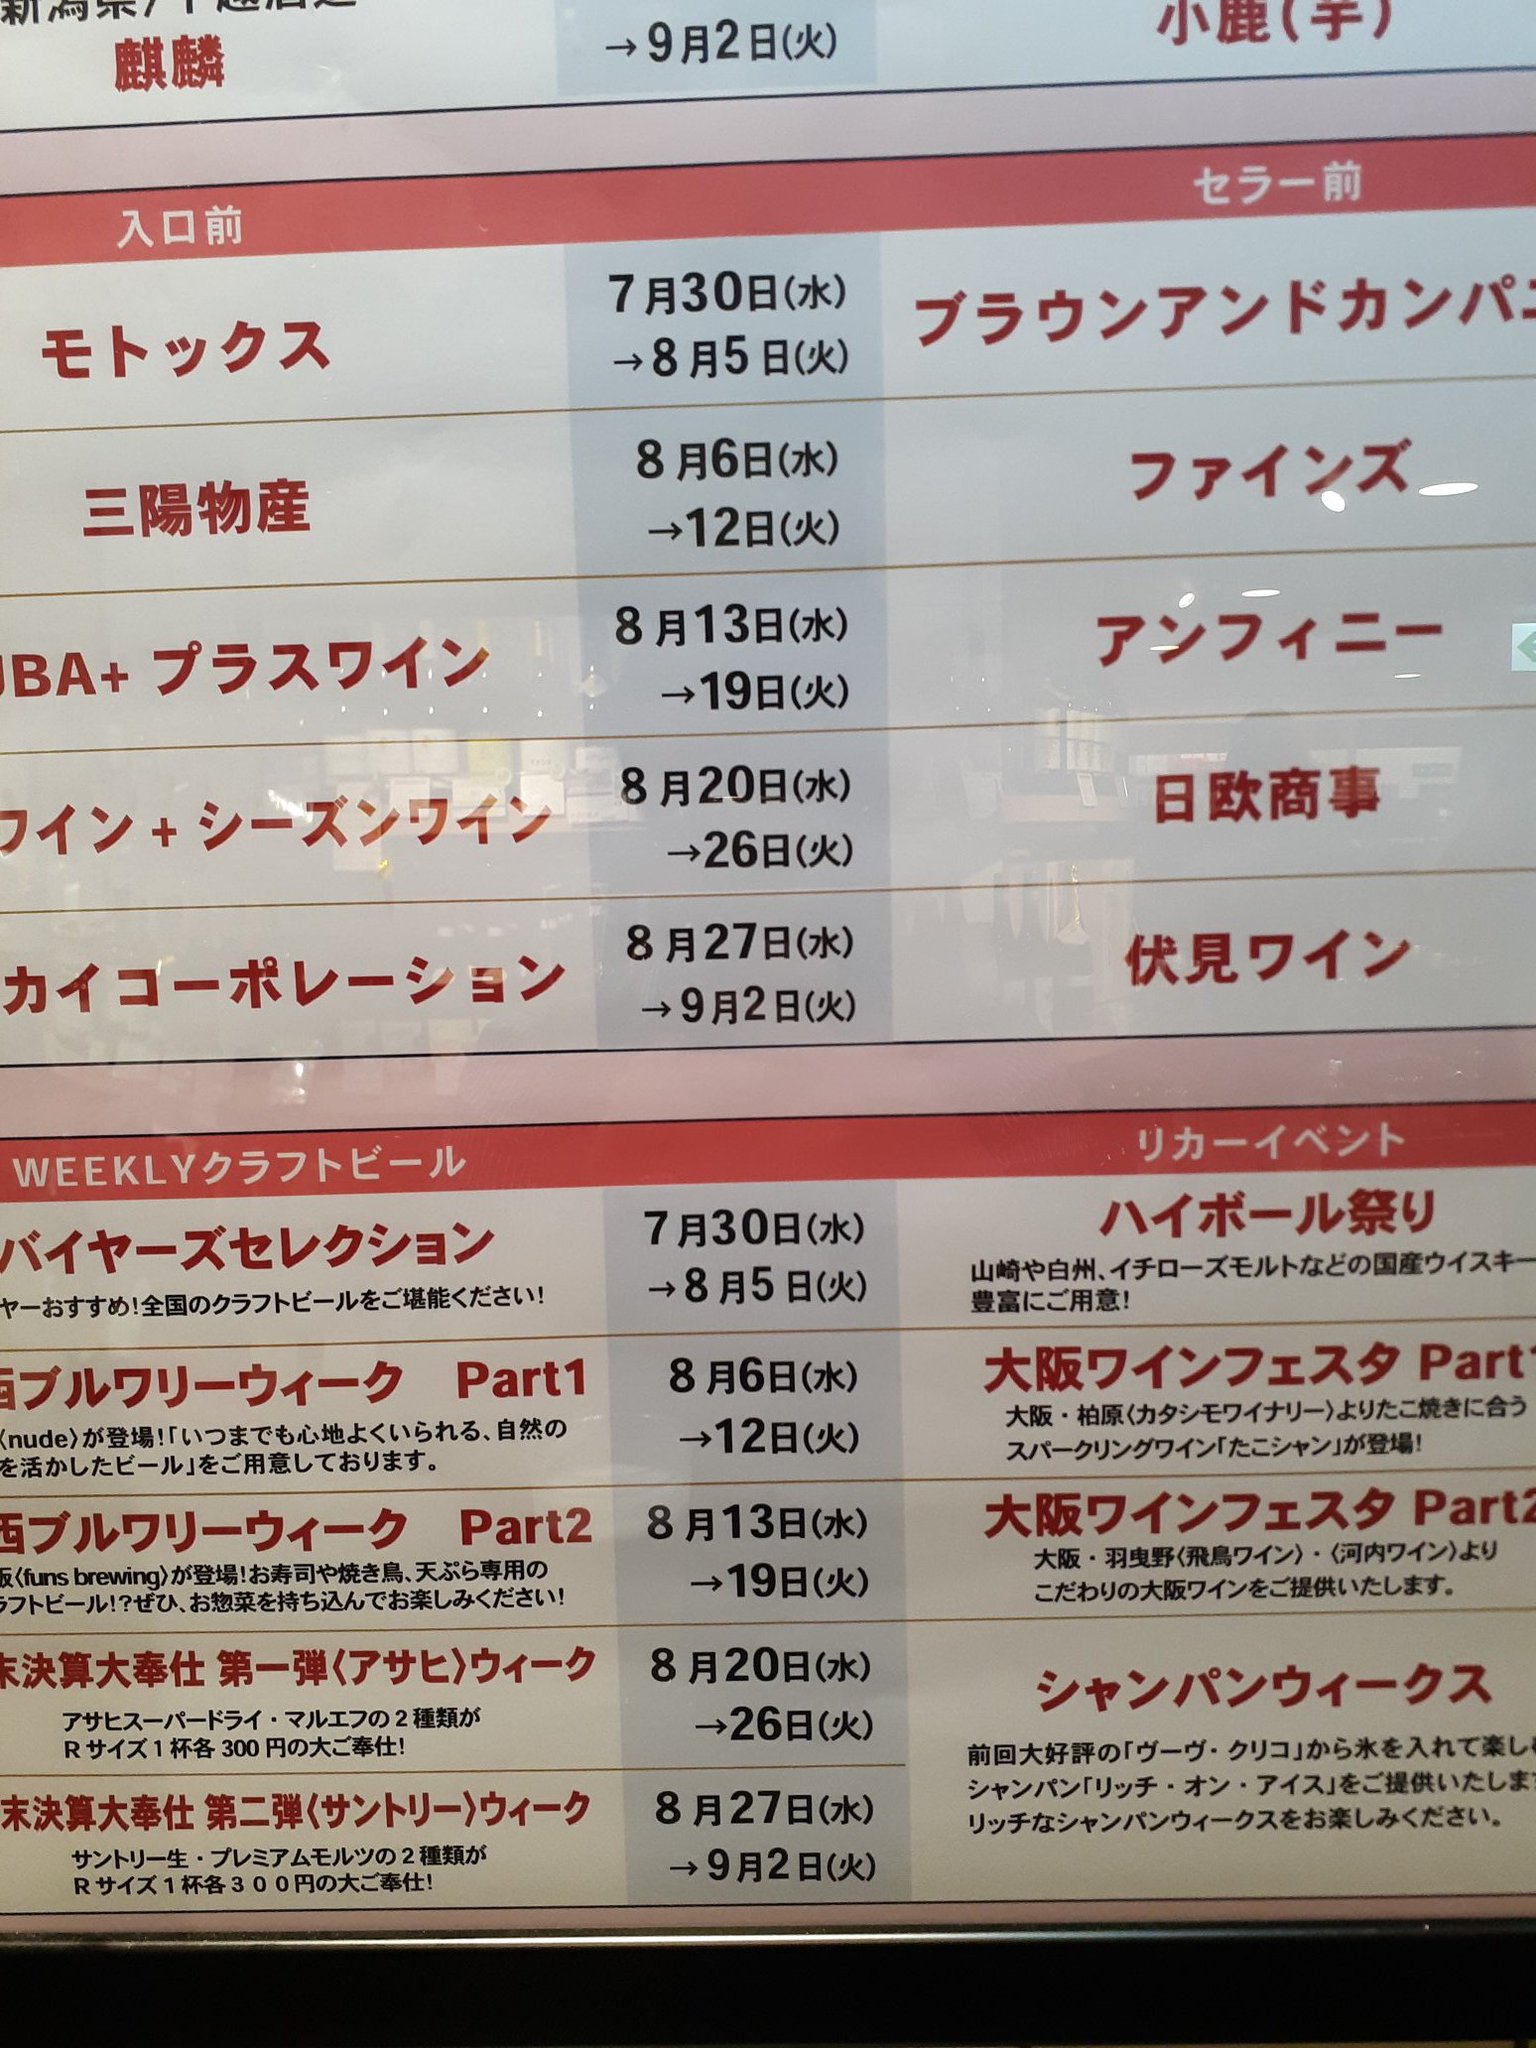 新潟県/下越酒造
麒麟
→9月2日(火)
小鹿(芋)
入口前
セラー前
モトックス
7月30日(水)
→8月5日(火)
ブラウンアンドカンパニ
三陽物産
8月6日(水)
→12日(火)
ファインズ
JBA+ プラスワイン
8月13日(水)
→19日(火)
アンフィニー
ワイン + シーズンワイン
8月20日(水)
→26日(火)
日欧商事
カイコーポレーション
8月27日(水)
→9月2日(火)
伏見ワイン
WEEKLYクラフトビール
リカーイベント
バイヤーズセレクション
ヤーおすすめ!全国のクラフトビールをご堪能ください!
7月30日(水)
→8月5日(火)
ハイボール祭り
山崎や白州、イチローズモルトなどの国産ウイスキー
豊富にご用意!
西ブルワリーウィーク Part1
〈nude〉が登場!「いつまでも心地よくいられる、自然の
を活かしたビール」をご用意しております。
8月6日(水)
→12日(火)
大阪ワインフェスタ Part1
大阪・柏原〈カタシモワイナリー〉よりたこ焼きに合う
スパークリングワイン「たこシャン」が登場!
西ブルワリーウィーク Part2
阪〈funs brewing〉が登場!お寿司や焼き鳥、天ぷら専用の
ラフトビール!?ぜひ、お惣菜を持ち込んでお楽しみください!
8月13日(水)
→19日(火)
大阪ワインフェスタ Part2
大阪・羽曳野〈飛鳥ワイン〉・〈河内ワイン〉より
こだわりの大阪ワインをご提供いたします。
末決算大奉仕 第一弾〈アサヒ〉ウィーク
アサヒスーパードライ・マルエフの2種類が
Rサイズ1杯各300円の大ご奉仕!
8月20日(水)
→26日(火)
シャンパンウィークス
前回大好評の「ヴーヴ・クリコ」から氷を入れて楽しむ
シャンパン「リッチ・オン・アイス」をご提供いたします
リッチなシャンパンウィークスをお楽しみください。
末決算大奉仕 第二弾〈サントリー〉ウィーク
サントリー生・プレミアムモルツの2種類が
Rサイズ1杯各300円の大ご奉仕!
8月27日(水)
→9月2日(火)